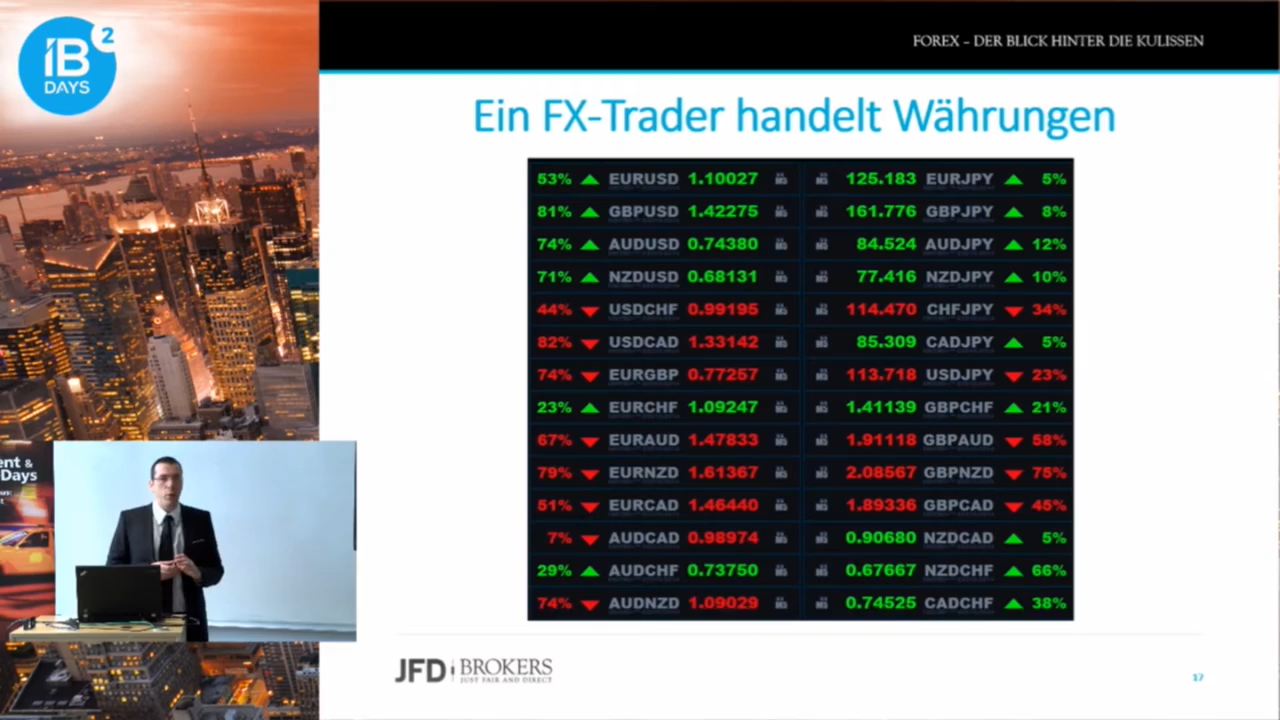 IB 2
DAYS
FOREX – DER BLICK HINTER DIE KULISSEN
Ein FX-Trader handelt Währungen
53% EURUSD 1.10027 125.183 EURJPY 5%
81% GBPUSD 1.42275 161.776 GBPJPY 8%
74% AUDUSD 0.74380 84.524 AUDJPY 12%
71% NZDUSD 0.68131 77.416 NZDJPY 10%
44% USDCHF 0.99195 114.470 CHFJPY 34%
82% USDCAD 1.33142 85.309 CADJPY 5%
74% EURGBP 0.77257 113.718 USDJPY 23%
23% EURCHF 1.09247 1.41139 GBPCHF 21%
67% EURAUD 1.47833 1.91118 GBPAUD 58%
79% EURNZD 1.61367 2.08567 GBPNZD 75%
51% EURCAD 1.46440 1.89336 GBPCAD 45%
7% AUDCAD 0.98974 0.90680 NZDCAD 5%
29% AUDCHF 0.73750 0.67667 NZDCHF 66%
74% AUDNZD 1.09029 0.74525 CADCHF 38%
ent &
Days
JFD BROKERS
JUST FAIR AND DIRECT
17